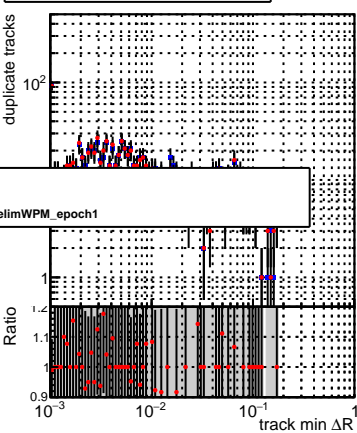 duplicate tracks
10²
elimWPM_epoch1
1
Ratio
1.2
1.1
1
0.9
10⁻³
10⁻²
10⁻¹
1
track min ΔR